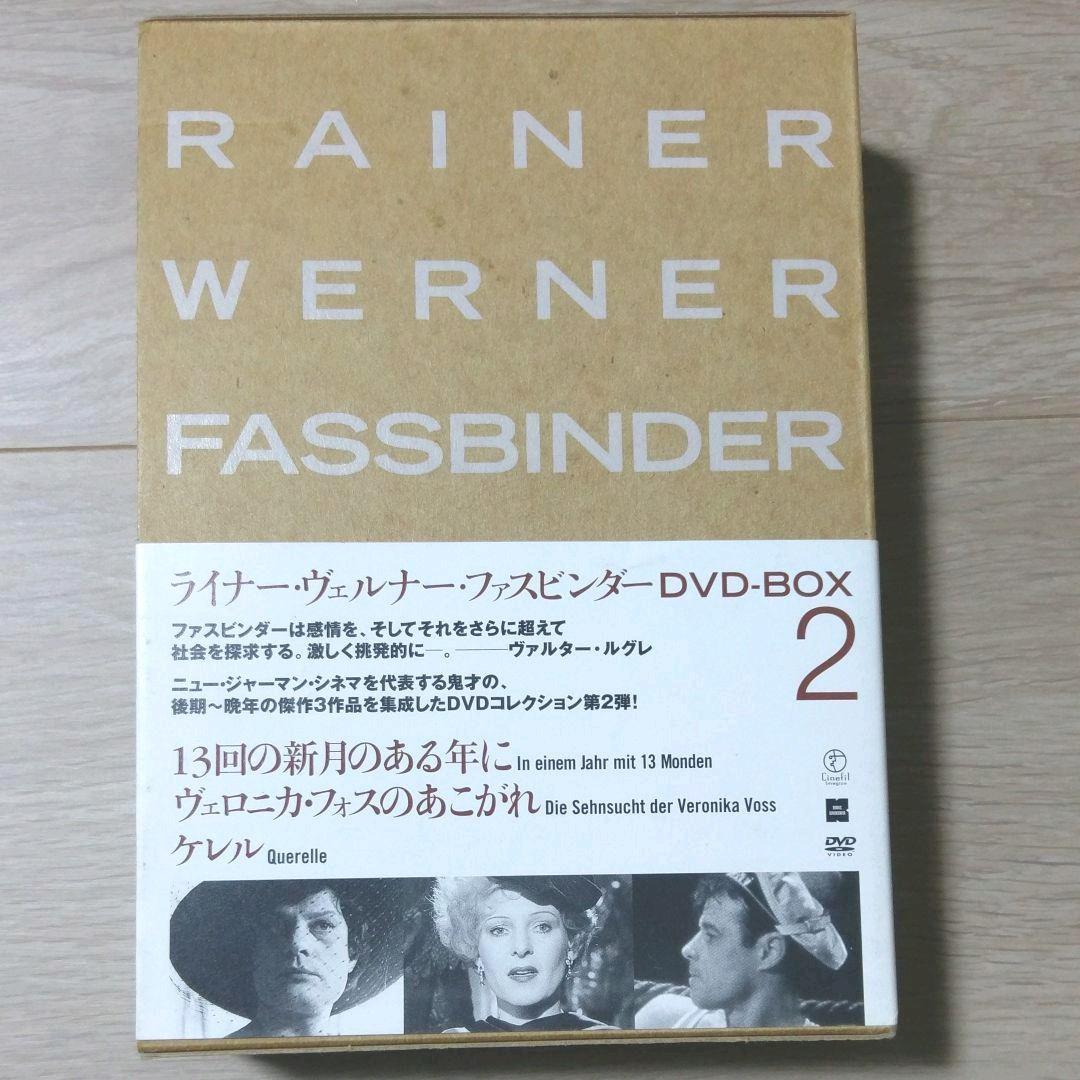 RAINER
WERNER
FASSBINDER
ライナー・ヴェルナー・ファスビンダー DVD-BOX
2
ファスビンダーは感情を、そしてそれをさらに超えて
社会を探求する。激しく挑発的に―。———ヴァルター・ルグレ
ニュー・ジャーマン・シネマを代表する鬼才の、
後期～晩年の傑作3作品を集成したDVDコレクション第2弾！
13回の新月のある年に In einem Jahr mit 13 Monden
ヴェロニカ・フォスのあこがれ Die Sehnsucht der Veronika Voss
ケレル Querelle
Cinefil
Imagica
DVD
VIDEO